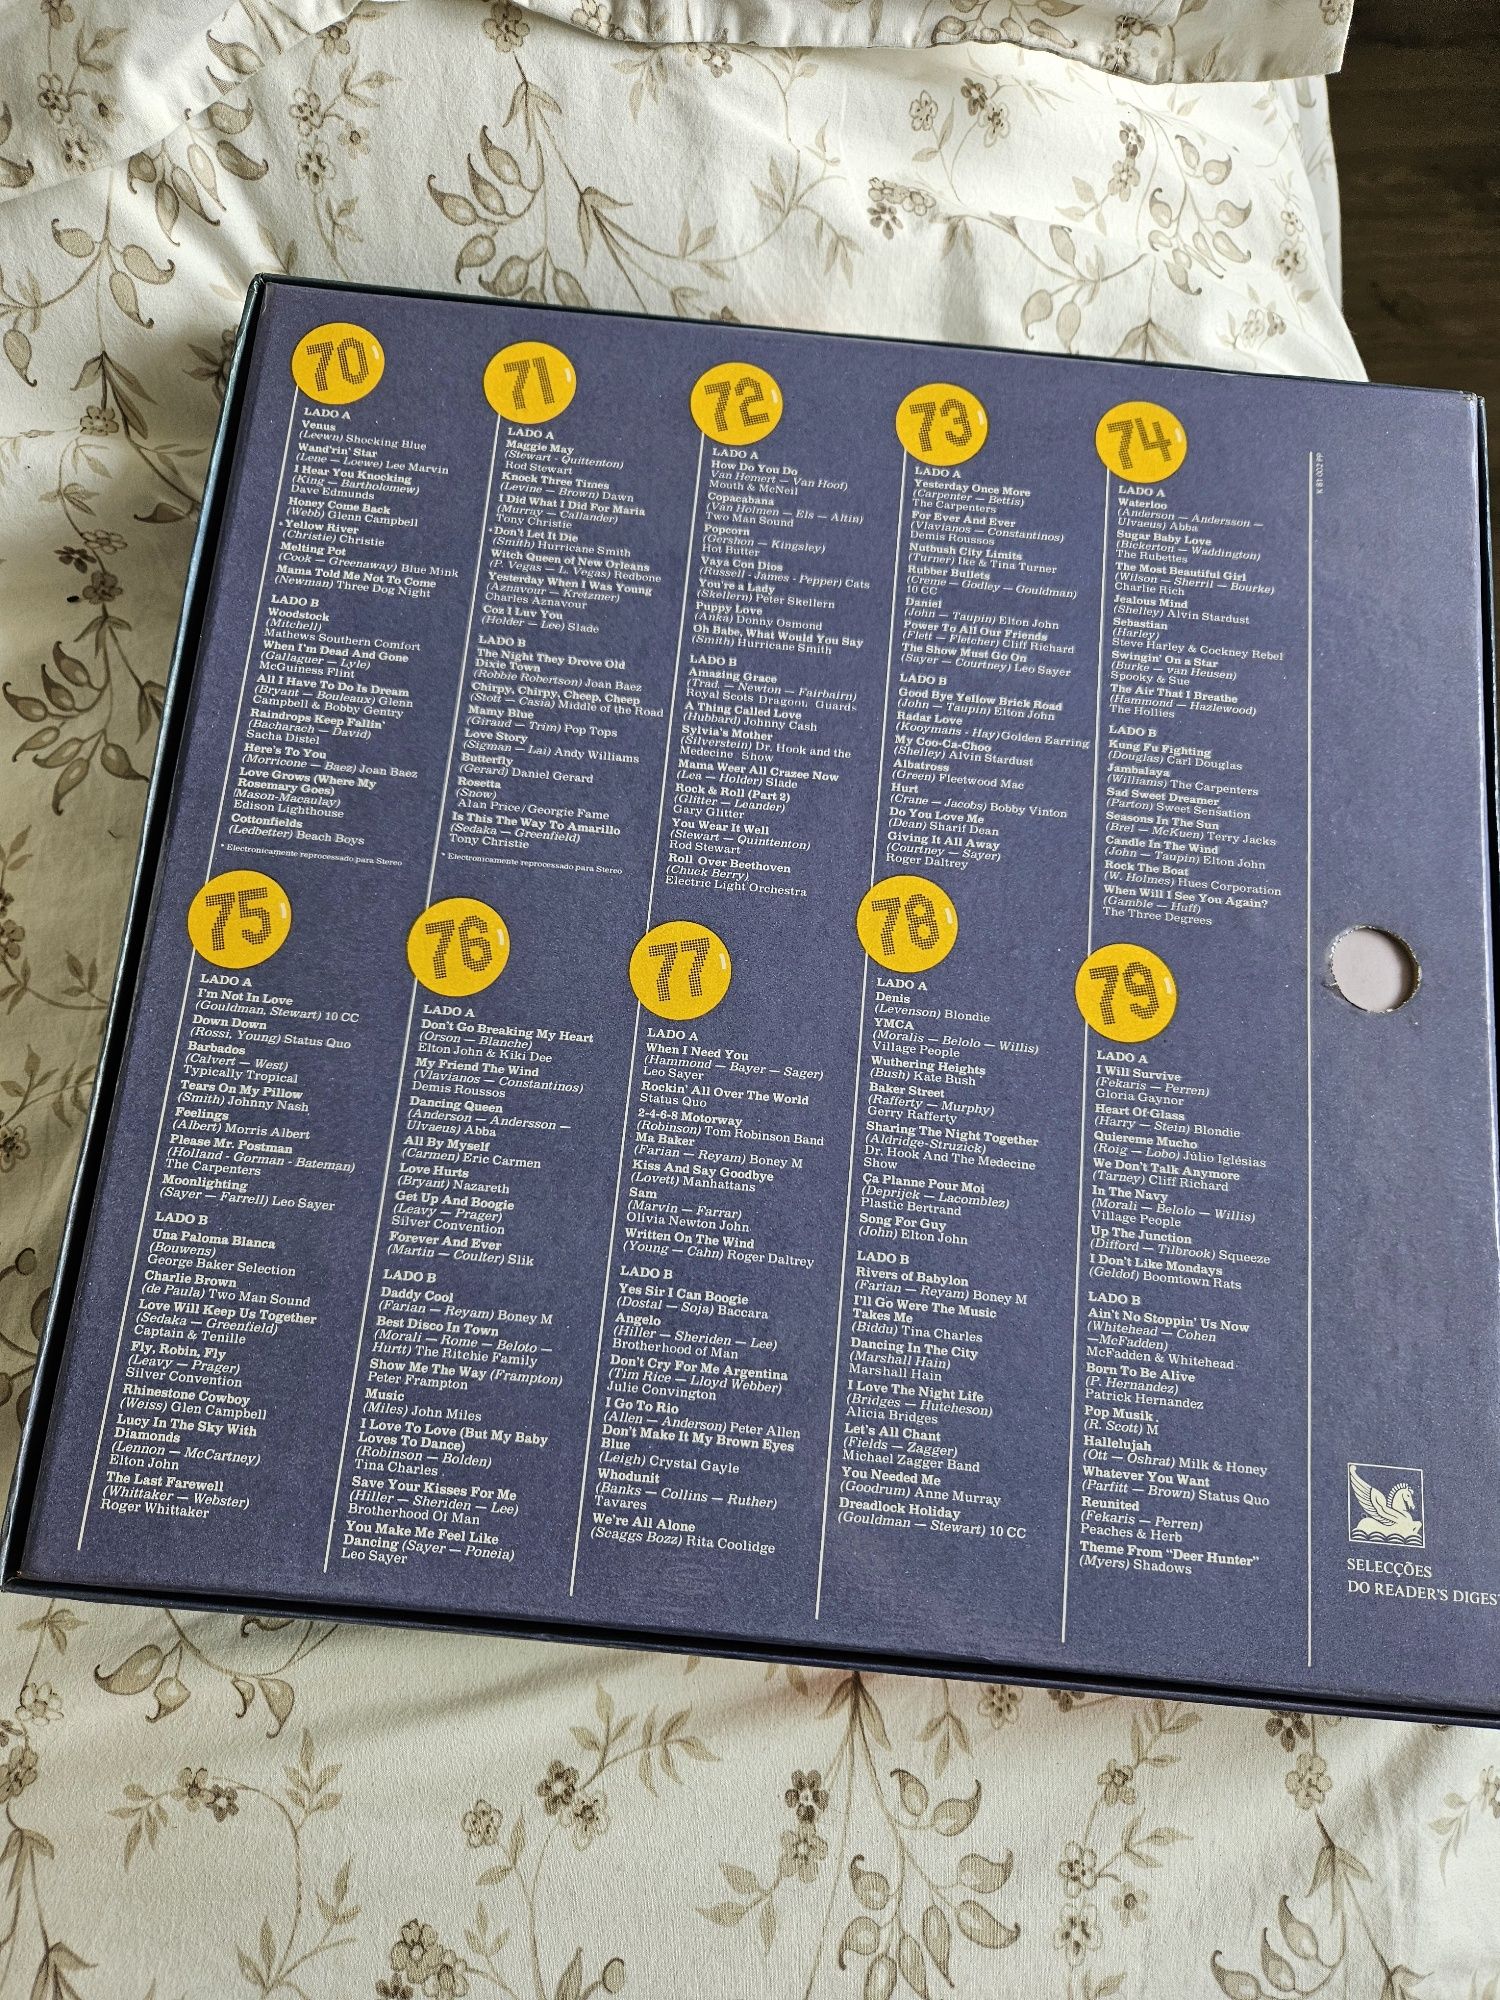 70
LADO A
Venus
(Leewn) Shocking Blue
Wand'rin' Star
(Lene — Loewe) Lee Marvin
I Hear You Knocking
(King — Bartholomew)
Dave Edmunds
Honey Come Back
(Webb) Glenn Campbell
* Yellow River
(Christie) Christie
Melting Pot
(Cook — Greenaway) Blue Mink
Mama Told Me Not To Come
(Newman) Three Dog Night
LADO B
Woodstock
(Mitchell)
Mathews Southern Comfort
When I'm Dead And Gone
(Gallaguer — Lyle)
McGuiness Flint
All I Have To Do Is Dream
(Bryant — Bouleaux) Glenn
Campbell & Bobby Gentry
Raindrops Keep Fallin'
(Bacharach — David)
Sacha Distel
Here's To You
(Morricone — Baez) Joan Baez
Love Grows (Where My
Rosemary Goes)
(Mason-Macaulay)
Edison Lighthouse
Cottonfields
(Ledbetter) Beach Boys
* Electronicamente reprocessado para Stereo
71
LADO A
Maggie May
(Stewart - Quittenton)
Rod Stewart
Knock Three Times
(Levine — Brown) Dawn
I Did What I Did For Maria
(Murray — Callander)
Tony Christie
* Don't Let It Die
(Smith) Hurricane Smith
Witch Queen of New Orleans
(P. Vegas — L. Vegas) Redbone
Yesterday When I Was Young
(Aznavour — Kretzmer)
Charles Aznavour
Coz I Luv You
(Holder — Lee) Slade
LADO B
The Night They Drove Old
Dixie Town
(Robbie Robertson) Joan Baez
Chirpy, Chirpy, Cheep, Cheep
(Stott — Casia) Middle of the Road
Mamy Blue
(Giraud — Trim) Pop Tops
Love Story
(Sigman — Lai) Andy Williams
Butterfly
(Gerard) Daniel Gerard
Rosetta
(Snow)
Alan Price/Georgie Fame
Is This The Way To Amarillo
(Sedaka — Greenfield)
Tony Christie
* Electronicamente reprocessado para Stereo
72
LADO A
How Do You Do
Van Hemert — Van Hoof)
Mouth & McNeil
Copacabana
(Van Holmen — Els — Altin)
Two Man Sound
Popcorn
(Gershon — Kingsley)
Hot Butter
Vaya Con Dios
(Russell - James - Pepper) Cats
You're a Lady
(Skellern) Peter Skellern
Puppy Love
(Anka) Donny Osmond
Oh Babe, What Would You Say
(Smith) Hurricane Smith
LADO B
Amazing Grace
(Trad. — Newton — Fairbairn)
Royal Scots Dragoon Guards
A Thing Called Love
(Hubbard) Johnny Cash
Sylvia's Mother
(Silverstein) Dr. Hook and the
Medecine Show
Mama Weer All Crazee Now
(Lea — Holder) Slade
Rock & Roll (Part 2)
(Glitter — Leander)
Gary Glitter
You Wear It Well
(Stewart — Quinttenton)
Rod Stewart
Roll Over Beethoven
(Chuck Berry)
Electric Light Orchestra
73
LADO A
Yesterday Once More
(Carpenter — Bettis)
The Carpenters
For Ever And Ever
(Vlavianos — Constantinos)
Demis Roussos
Nutbush City Limits
(Turner) Ike & Tina Turner
Rubber Bullets
(Creme — Godley — Gouldman)
10 CC
Daniel
(John — Taupin) Elton John
Power To All Our Friends
(Flett — Fletcher) Cliff Richard
The Show Must Go On
(Sayer — Courtney) Leo Sayer
LADO B
Good Bye Yellow Brick Road
(John — Taupin) Elton John
Radar Love
(Kooymans - Hay) Golden Earring
My Coo-Ca-Choo
(Shelley) Alvin Stardust
Albatross
(Green) Fleetwood Mac
Hurt
(Crane — Jacobs) Bobby Vinton
Do You Love Me
(Dean) Sharif Dean
Giving It All Away
(Courtney — Sayer)
Roger Daltrey
74
LADO A
Waterloo
(Anderson — Andersson —
Ulvaeus) Abba
Sugar Baby Love
(Bickerton — Waddington)
The Rubettes
The Most Beautiful Girl
(Wilson — Sherril — Bourke)
Charlie Rich
Jealous Mind
(Shelley) Alvin Stardust
Sebastian
(Harley)
Steve Harley & Cockney Rebel
Swingin' On a Star
(Burke — van Heusen)
Spooky & Sue
The Air That I Breathe
(Hammond — Hazlewood)
The Hollies
LADO B
Kung Fu Fighting
(Douglas) Carl Douglas
Jambalaya
(Williams) The Carpenters
Sad Sweet Dreamer
(Parton) Sweet Sensation
Seasons In The Sun
(Brel — McKuen) Terry Jacks
Candle In The Wind
(John — Taupin) Elton John
Rock The Boat
(W. Holmes) Hues Corporation
When Will I See You Again?
(Gamble — Huff)
The Three Degrees
K 81 002 PP
75
LADO A
I'm Not In Love
(Gouldman, Stewart) 10 CC
Down Down
(Rossi, Young) Status Quo
Barbados
(Calvert — West)
Typically Tropical
Tears On My Pillow
(Smith) Johnny Nash
Feelings
(Albert) Morris Albert
Please Mr. Postman
(Holland - Gorman - Bateman)
The Carpenters
Moonlighting
(Sayer — Farrell) Leo Sayer
LADO B
Una Paloma Blanca
(Bouwens)
George Baker Selection
Charlie Brown
(de Paula) Two Man Sound
Love Will Keep Us Together
(Sedaka — Greenfield)
Captain & Tenille
Fly, Robin, Fly
(Leavy — Prager)
Silver Convention
Rhinestone Cowboy
(Weiss) Glen Campbell
Lucy In The Sky With
Diamonds
(Lennon — McCartney)
Elton John
The Last Farewell
(Whittaker — Webster)
Roger Whittaker
76
LADO A
Don't Go Breaking My Heart
(Orson — Blanche)
Elton John & Kiki Dee
My Friend The Wind
(Vlavianos — Constantinos)
Demis Roussos
Dancing Queen
(Anderson — Andersson —
Ulvaeus) Abba
All By Myself
(Carmen) Eric Carmen
Love Hurts
(Bryant) Nazareth
Get Up And Boogie
(Leavy — Prager)
Silver Convention
Forever And Ever
(Martin — Coulter) Slik
LADO B
Daddy Cool
(Farian — Reyam) Boney M
Best Disco In Town
(Morali — Rome — Beloto —
Hurtt) The Ritchie Family
Show Me The Way (Frampton)
Peter Frampton
Music
(Miles) John Miles
I Love To Love (But My Baby
Loves To Dance)
(Robinson — Bolden)
Tina Charles
Save Your Kisses For Me
(Hiller — Sheriden — Lee)
Brotherhood Of Man
You Make Me Feel Like
Dancing (Sayer — Poneia)
Leo Sayer
77
LADO A
When I Need You
(Hammond — Bayer — Sager)
Leo Sayer
Rockin' All Over The World
Status Quo
2-4-6-8 Motorway
(Robinson) Tom Robinson Band
Ma Baker
(Farian — Reyam) Boney M
Kiss And Say Goodbye
(Lovett) Manhattans
Sam
(Marvin — Farrar)
Olivia Newton John
Written On The Wind
(Young — Cahn) Roger Daltrey
LADO B
Yes Sir I Can Boogie
(Dostal — Soja) Baccara
Angelo
(Hiller — Sheriden — Lee)
Brotherhood of Man
Don't Cry For Me Argentina
(Tim Rice — Lloyd Webber)
Julie Convington
I Go To Rio
(Allen — Anderson) Peter Allen
Don't Make It My Brown Eyes
Blue
(Leigh) Crystal Gayle
Whodunit
(Banks — Collins — Ruther)
Tavares
We're All Alone
(Scaggs Bozz) Rita Coolidge
78
LADO A
Denis
(Levenson) Blondie
YMCA
(Moralis — Belolo — Willis)
Village People
Wuthering Heights
(Bush) Kate Bush
Baker Street
(Rafferty — Murphy)
Gerry Rafferty
Sharing The Night Together
(Aldridge-Struzick)
Dr. Hook And The Medecine
Show
Ça Planne Pour Moi
(Deprijck — Lacomblez)
Plastic Bertrand
Song For Guy
(John) Elton John
LADO B
Rivers of Babylon
(Farian — Reyam) Boney M
I'll Go Were The Music
Takes Me
(Biddu) Tina Charles
Dancing In The City
(Marshall Hain)
Marshall Hain
I Love The Night Life
(Bridges — Hutcheson)
Alicia Bridges
Let's All Chant
(Fields — Zagger)
Michael Zagger Band
You Needed Me
(Goodrum) Anne Murray
Dreadlock Holiday
(Gouldman — Stewart) 10 CC
79
LADO A
I Will Survive
(Fekaris — Perren)
Gloria Gaynor
Heart Of Glass
(Harry — Stein) Blondie
Quiereme Mucho
(Roig — Lobo) Júlio Iglésias
We Don't Talk Anymore
(Tarney) Cliff Richard
In The Navy
(Morali — Belolo — Willis)
Village People
Up The Junction
(Difford — Tilbrook) Squeeze
I Don't Like Mondays
(Geldof) Boomtown Rats
LADO B
Ain't No Stoppin' Us Now
(Whitehead — Cohen
—McFadden)
McFadden & Whitehead
Born To Be Alive
(P. Hernandez)
Patrick Hernandez
Pop Musik
(R. Scott) M
Hallelujah
(Ott — Oshrat) Milk & Honey
Whatever You Want
(Parfitt — Brown) Status Quo
Reunited
(Fekaris — Perren)
Peaches & Herb
Theme From “Deer Hunter”
(Myers) Shadows
SELECÇÕES
DO READER'S DIGEST